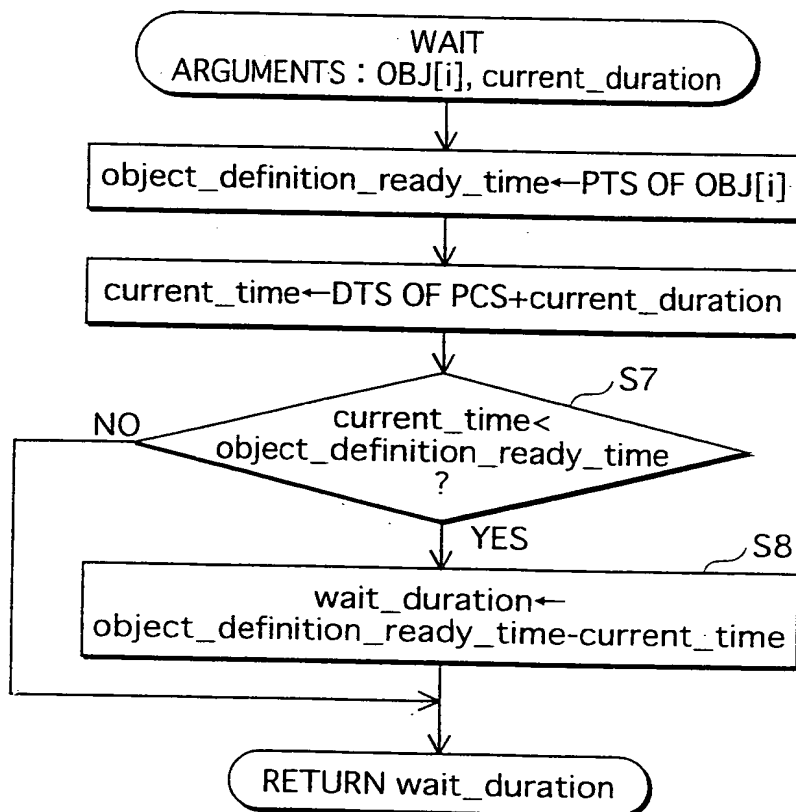 WAIT
ARGUMENTS : OBJ[i], current_duration
object_definition_ready_time←PTS OF OBJ[i]
current_time←DTS OF PCS+current_duration
S7
NO
current_time<
object_definition_ready_time
?
YES
S8
wait_duration←
object_definition_ready_time-current_time
RETURN wait_duration